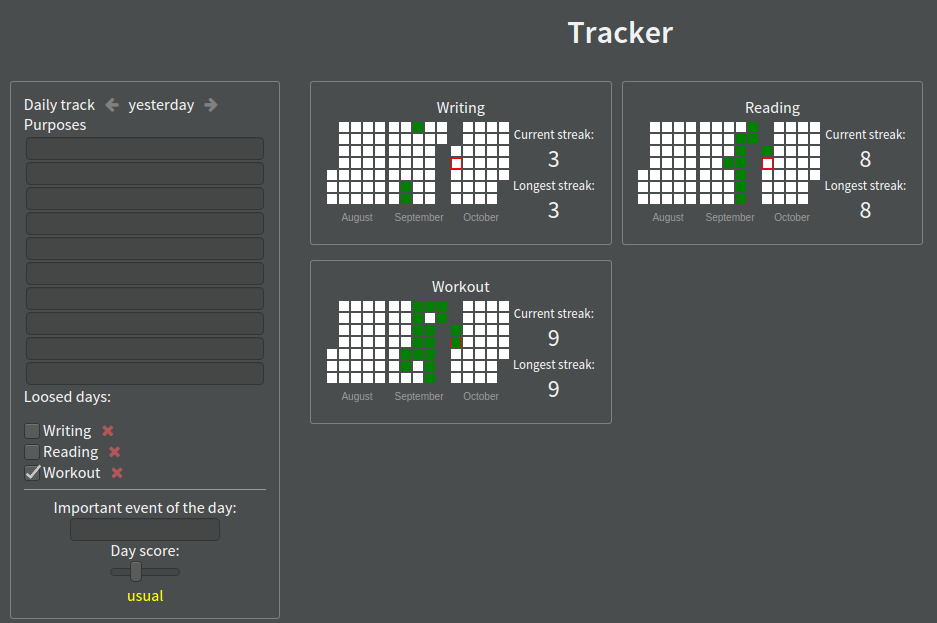 Tracker
Daily track yesterday
Purposes
Loosed days:
Writing
Reading
Workout
Important event of the day:
Day score:
usual
Writing
Current streak:
3
Longest streak:
3
August September October
Reading
Current streak:
8
Longest streak:
8
August September October
Workout
Current streak:
9
Longest streak:
9
August September October